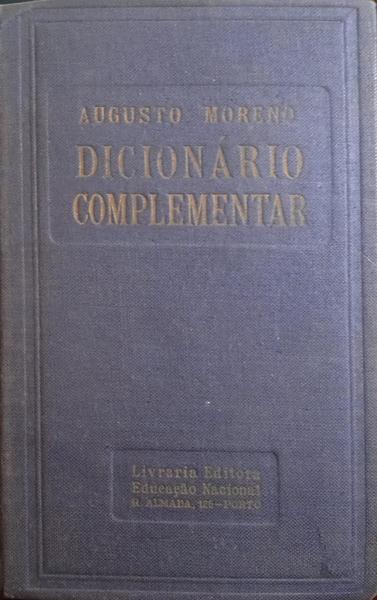 AUGUSTO MORENO
DICIONÁRIO
COMPLEMENTAR
Livraria Editora
Educação Nacional
R. ALMADA, 125—PORTO